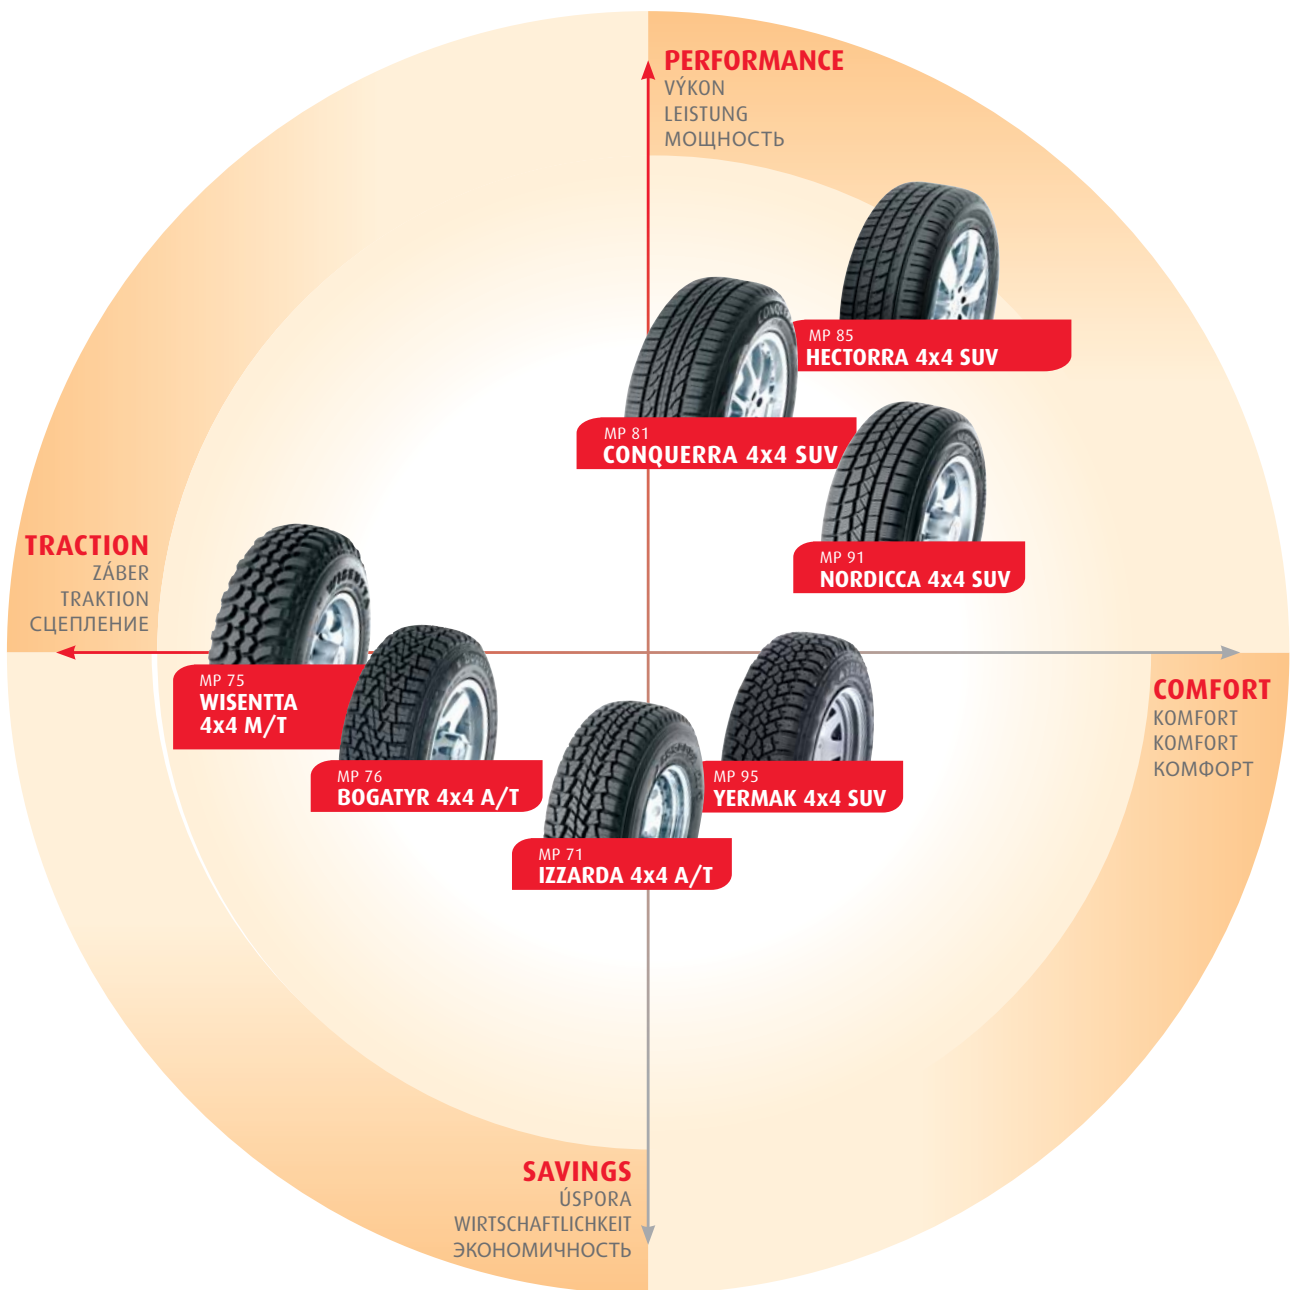 PERFORMANCE
VÝKON
LEISTUNG
МОЩНОСТЬ
MP 85
HECTORRA 4x4 SUV
MP 81
CONQUERRA 4x4 SUV
MP 91
NORDICCA 4x4 SUV
TRACTION
ZÁBER
TRAKTION
СЦЕПЛЕНИЕ
MP 75
WISENTTA
4x4 M/T
MP 76
BOGATYR 4x4 A/T
MP 95
YERMAK 4x4 SUV
MP 71
IZZARDA 4x4 A/T
COMFORT
KOMFORT
KOMFORT
КОМФОРТ
SAVINGS
ÚSPORA
WIRTSCHAFTLICHKEIT
ЭКОНОМИЧНОСТЬ